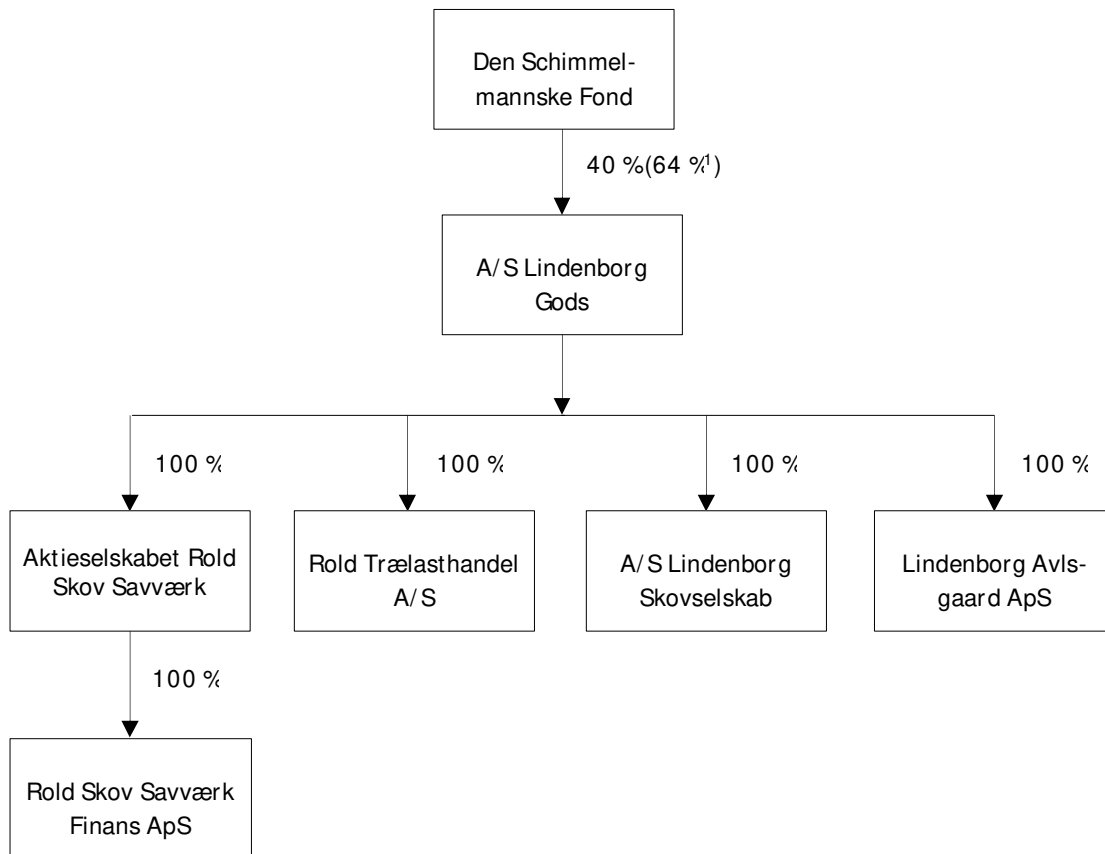 Den Schimmel-
mannske Fond
40 %(64 %¹)
A/S Lindenborg
Gods
100 %
100 %
100 %
100 %
Aktieselskabet Rold
Skov Savværk
Rold Trælasthandel
A/S
A/S Lindenborg
Skovselskab
Lindenborg Avls-
gaard ApS
100 %
Rold Skov Savværk
Finans ApS